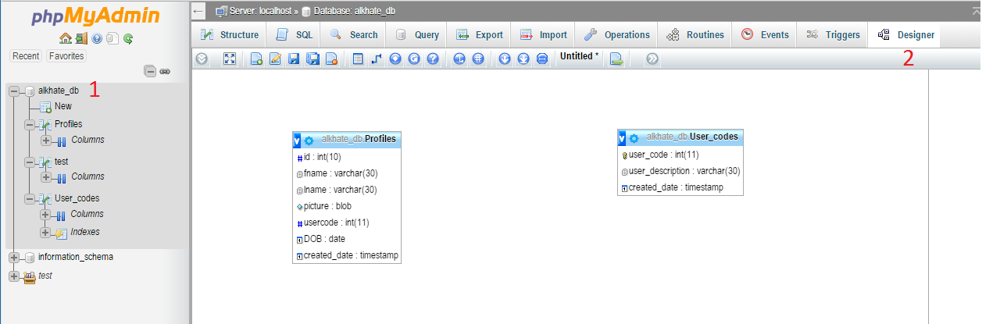 phpMyAdmin
Recent Favorites
alkhate_db 1
New
Profiles
Columns
test
Columns
User_codes
Columns
Indexes
information_schema
test
Server: localhost » Database: alkhate_db
Structure SQL Search Query Export Import Operations Routines Events Triggers Designer
Untitled *
2
alkhate_db.Profiles
id : int(10)
fname : varchar(30)
lname : varchar(30)
picture : blob
usercode : int(11)
DOB : date
created_date : timestamp
alkhate_db.User_codes
user_code : int(11)
user_description : varchar(30)
created_date : timestamp